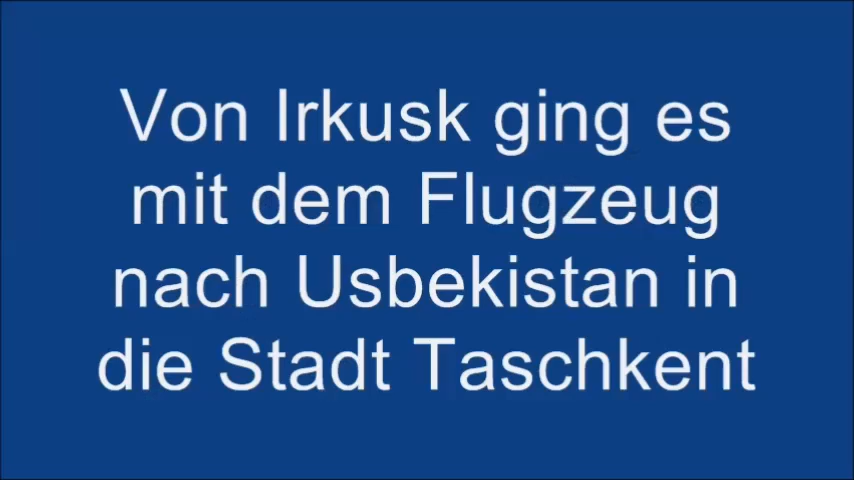 Von Irkusk ging es
mit dem Flugzeug
nach Usbekistan in
die Stadt Taschkent